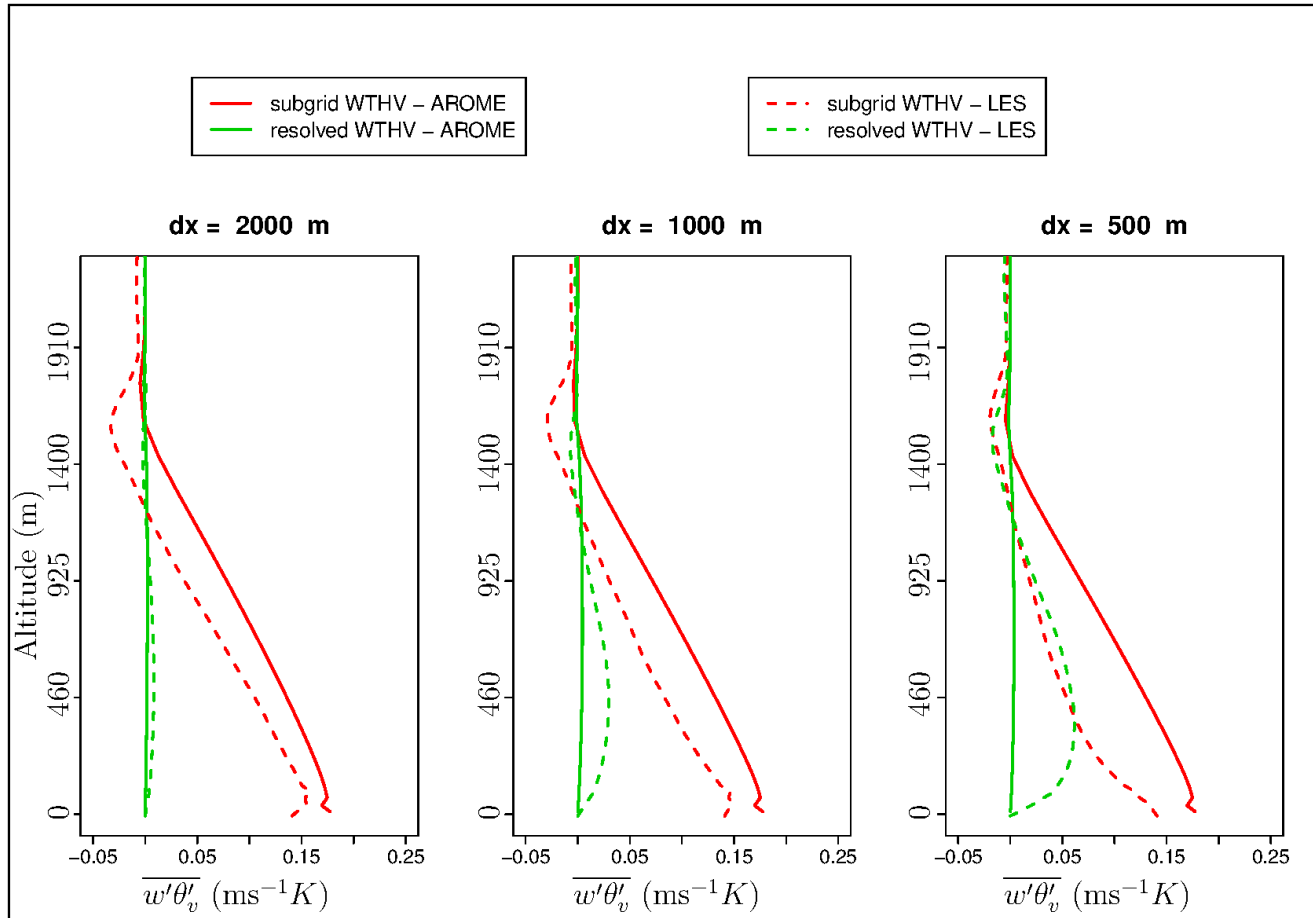 subgrid WTHV – AROME
resolved WTHV – AROME
subgrid WTHV – LES
resolved WTHV – LES
dx = 2000 m
dx = 1000 m
dx = 500 m
Altitude (m)
0 460 925 1400 1910
0 460 925 1400 1910
0 460 925 1400 1910
−0.05 0.05 0.15 0.25
−0.05 0.05 0.15 0.25
−0.05 0.05 0.15 0.25
w′θ′v (ms−1K)
w′θ′v (ms−1K)
w′θ′v (ms−1K)